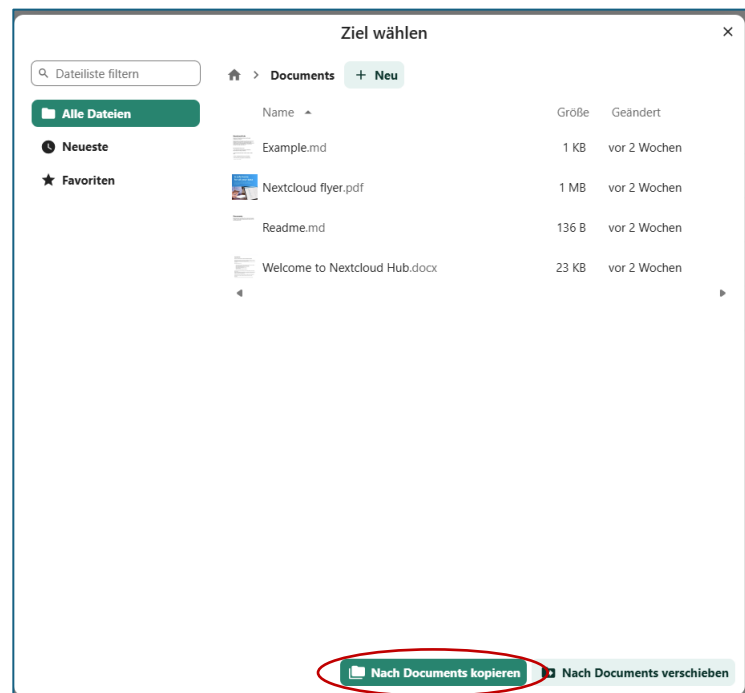 Ziel wählen
Dateiliste filtern
Documents + Neu
Alle Dateien
Neueste
Favoriten
Name Größe Geändert
Example.md 1 KB vor 2 Wochen
Nextcloud flyer.pdf 1 MB vor 2 Wochen
Readme.md 136 B vor 2 Wochen
Welcome to Nextcloud Hub.docx 23 KB vor 2 Wochen
Nach Documents kopieren
Nach Documents verschieben